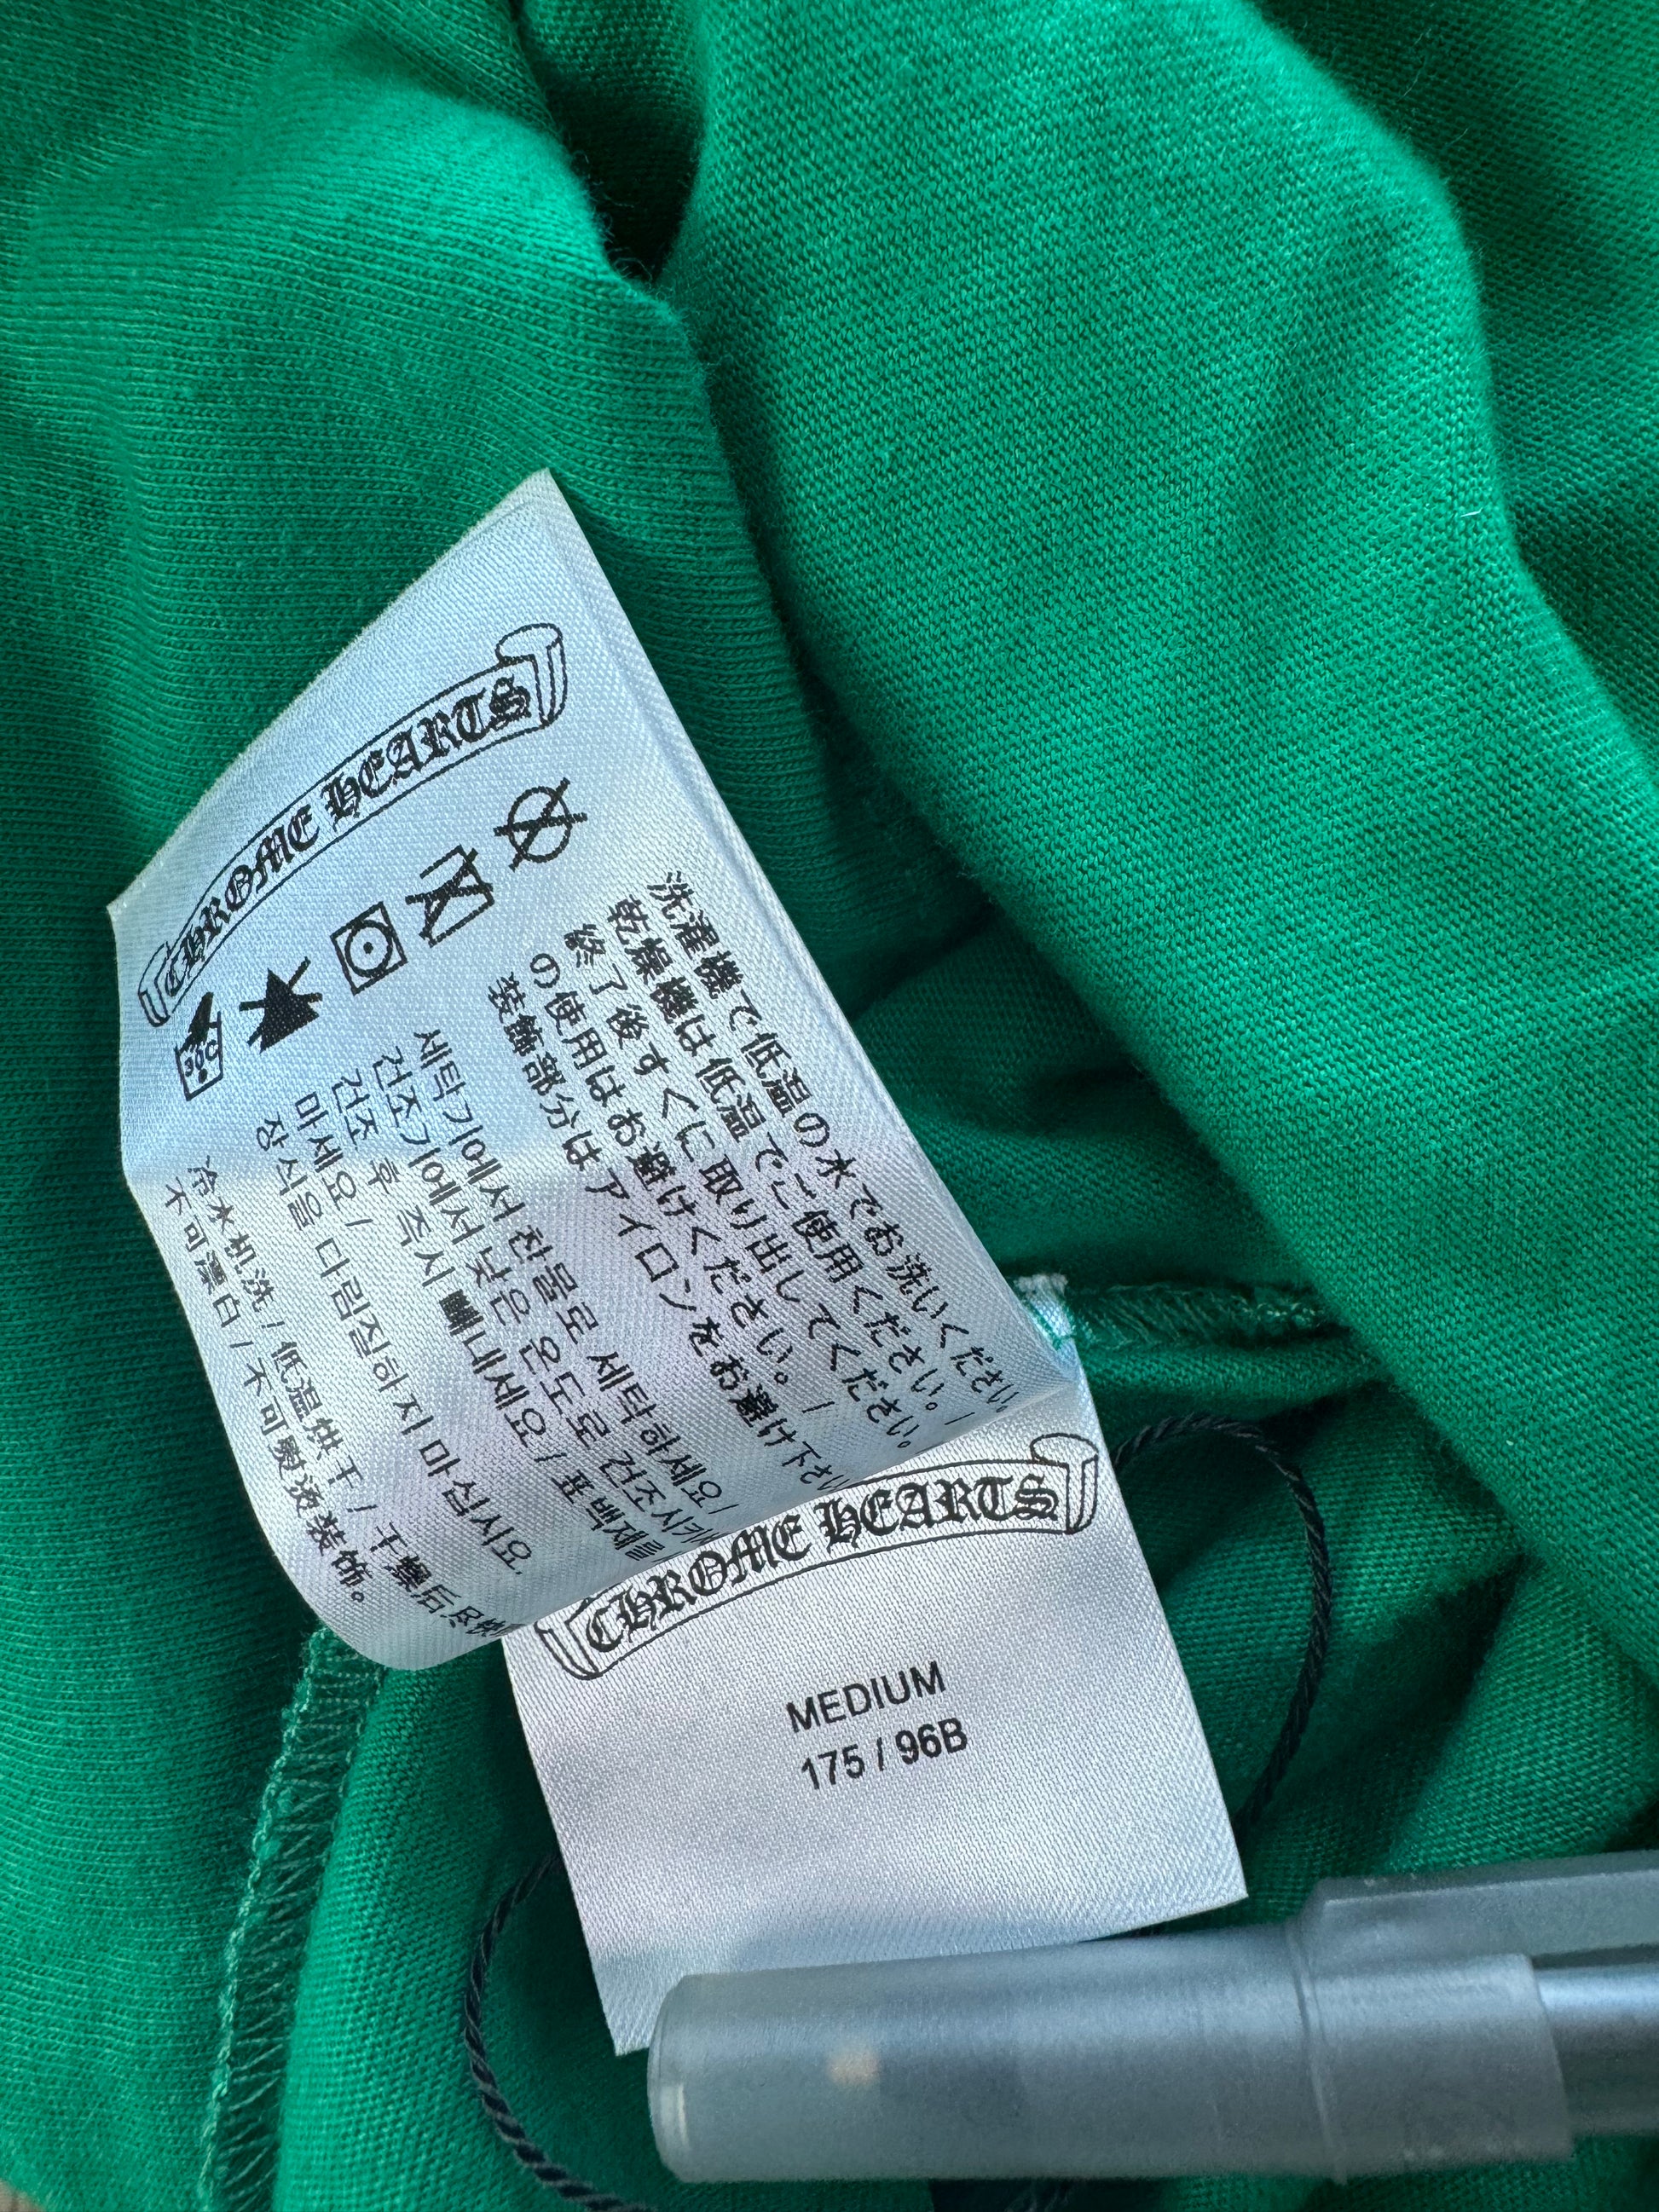 CHROME HEARTS
30C
洗濯機で低温の水でお洗いください。/
乾燥機は低温でご使用ください。/
終了後すぐに取り出してください。
の使用はお避けください。/
装飾部分はアイロンをお避け下さい
세탁기에서 찬물로 세탁하세요/
건조기에서 낮은 온도로 건조시키
건조 후 즉시 빼내세요/ 표백제를
마세요/
장식을 다림질하지 마십시요.
冷水机洗/低温烘干/干燥后尽快
不可漂白/不可熨烫装饰。
CHROME HEARTS
MEDIUM
175 / 96B